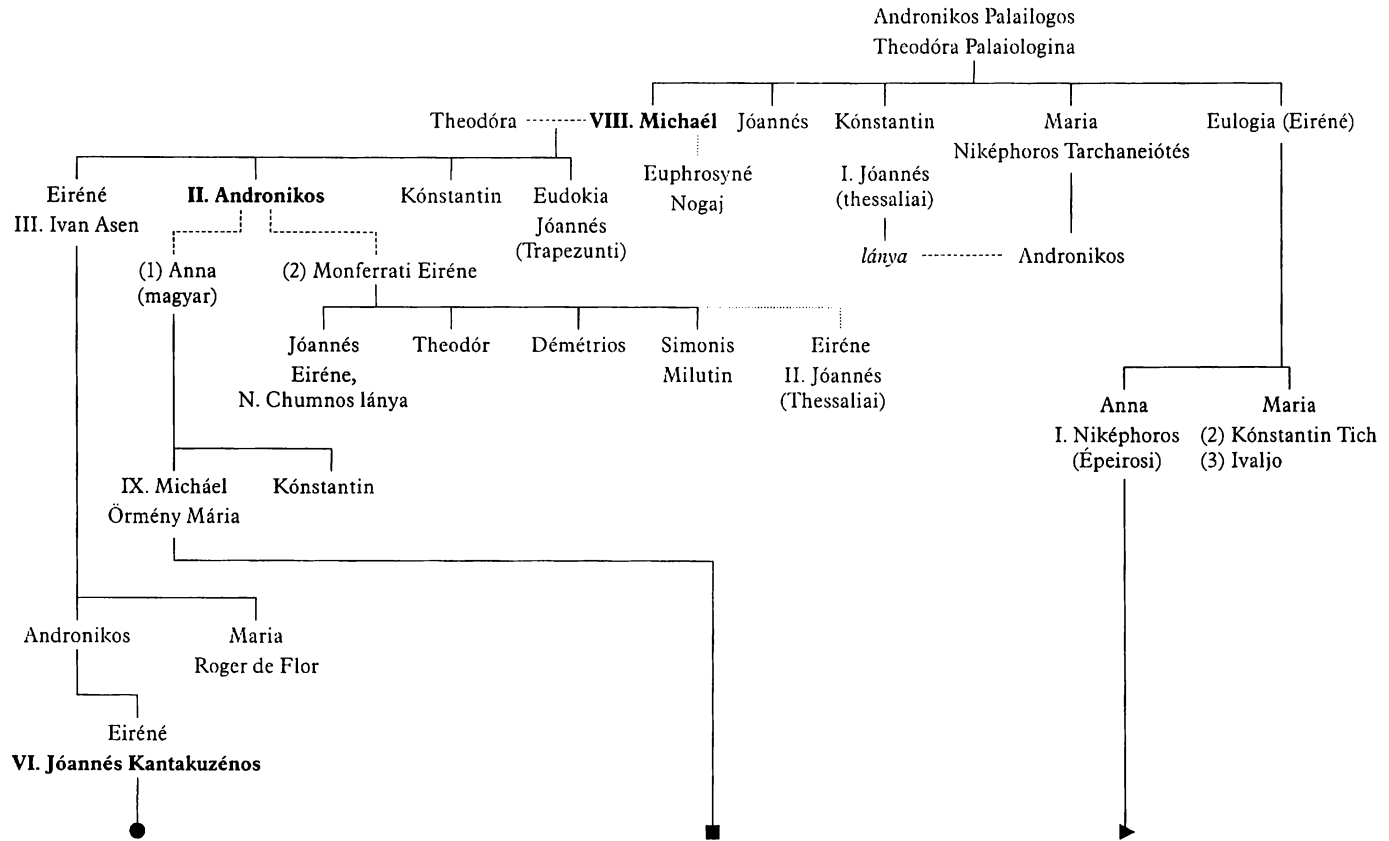 Andronikos Palailogos
Theodóra Palaiologina
Theodóra
VIII. Michaél
Jóannés
Kónstantin
Maria
Niképhoros Tarchaneiótés
Eulogia (Eiréné)
Euphrosyné
Nogaj
I. Jóannés
(thessaliai)
Eiréné
III. Ivan Asen
II. Andronikos
Kónstantin
Eudokia
Jóannés
(Trapezunti)
lánya
Andronikos
(1) Anna
(magyar)
(2) Monferrati Eiréne
Jóannés
Eiréne,
N. Chumnos lánya
Theodór
Démétrios
Simonis
Milutin
Eiréne
II. Jóannés
(Thessaliai)
Anna
I. Niképhoros
(Épeirosi)
Maria
(2) Kónstantin Tich
(3) Ivaljo
IX. Micháel
Örmény Mária
Kónstantin
Andronikos
Maria
Roger de Flor
Eiréné
VI. Jóannés Kantakuzénos